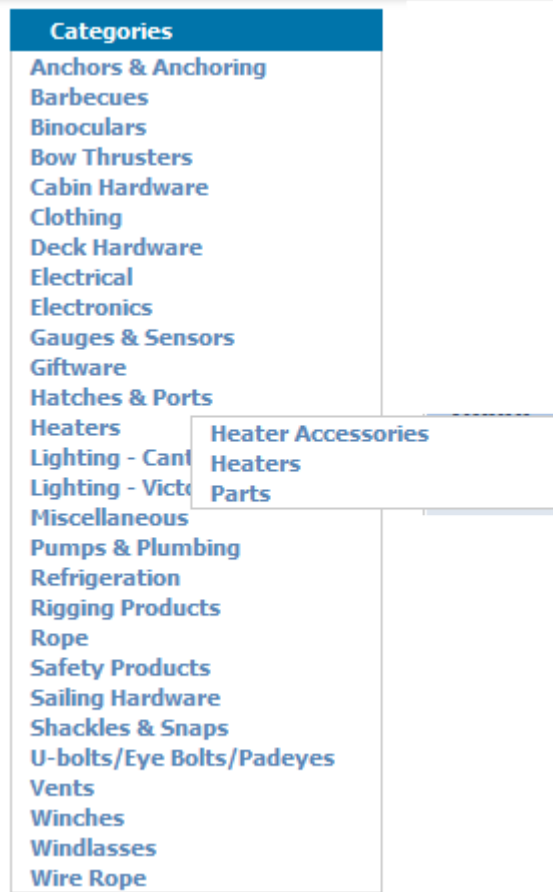 Categories
Anchors & Anchoring
Barbecues
Binoculars
Bow Thrusters
Cabin Hardware
Clothing
Deck Hardware
Electrical
Electronics
Gauges & Sensors
Giftware
Hatches & Ports
Heaters
Heater Accessories
Heaters
Parts
Lighting -
Lighting -
Miscellaneous
Pumps & Plumbing
Refrigeration
Rigging Products
Rope
Safety Products
Sailing Hardware
Shackles & Snaps
U-bolts/Eye Bolts/Padeyes
Vents
Winches
Windlasses
Wire Rope